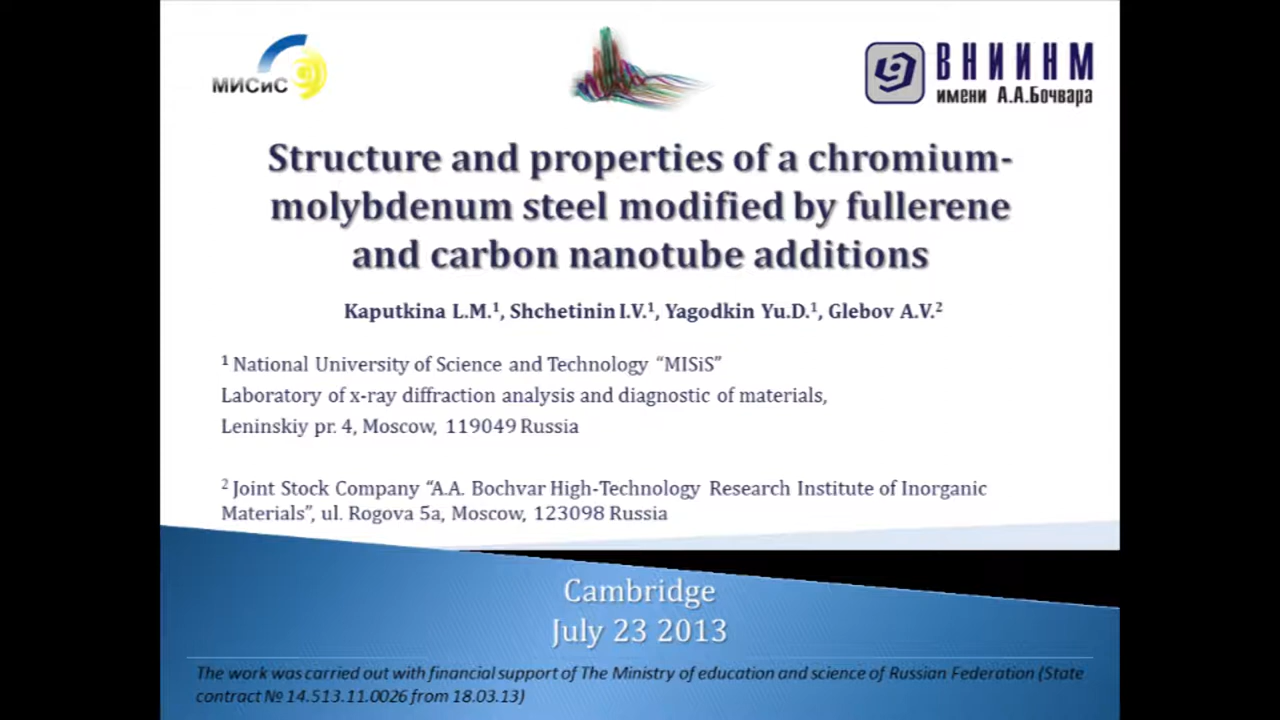 МИСиС
ВНИИНМ
имени А.А.Бочвара
Structure and properties of a chromium-
molybdenum steel modified by fullerene
and carbon nanotube additions
Kaputkina L.M.¹, Shchetinin I.V.¹, Yagodkin Yu.D.¹, Glebov A.V.²
¹ National University of Science and Technology “MISiS”
Laboratory of x-ray diffraction analysis and diagnostic of materials,
Leninskiy pr. 4, Moscow, 119049 Russia
² Joint Stock Company “A.A. Bochvar High-Technology Research Institute of Inorganic
Materials”, ul. Rogova 5a, Moscow, 123098 Russia
Cambridge
July 23 2013
The work was carried out with financial support of The Ministry of education and science of Russian Federation (State
contract № 14.513.11.0026 from 18.03.13)